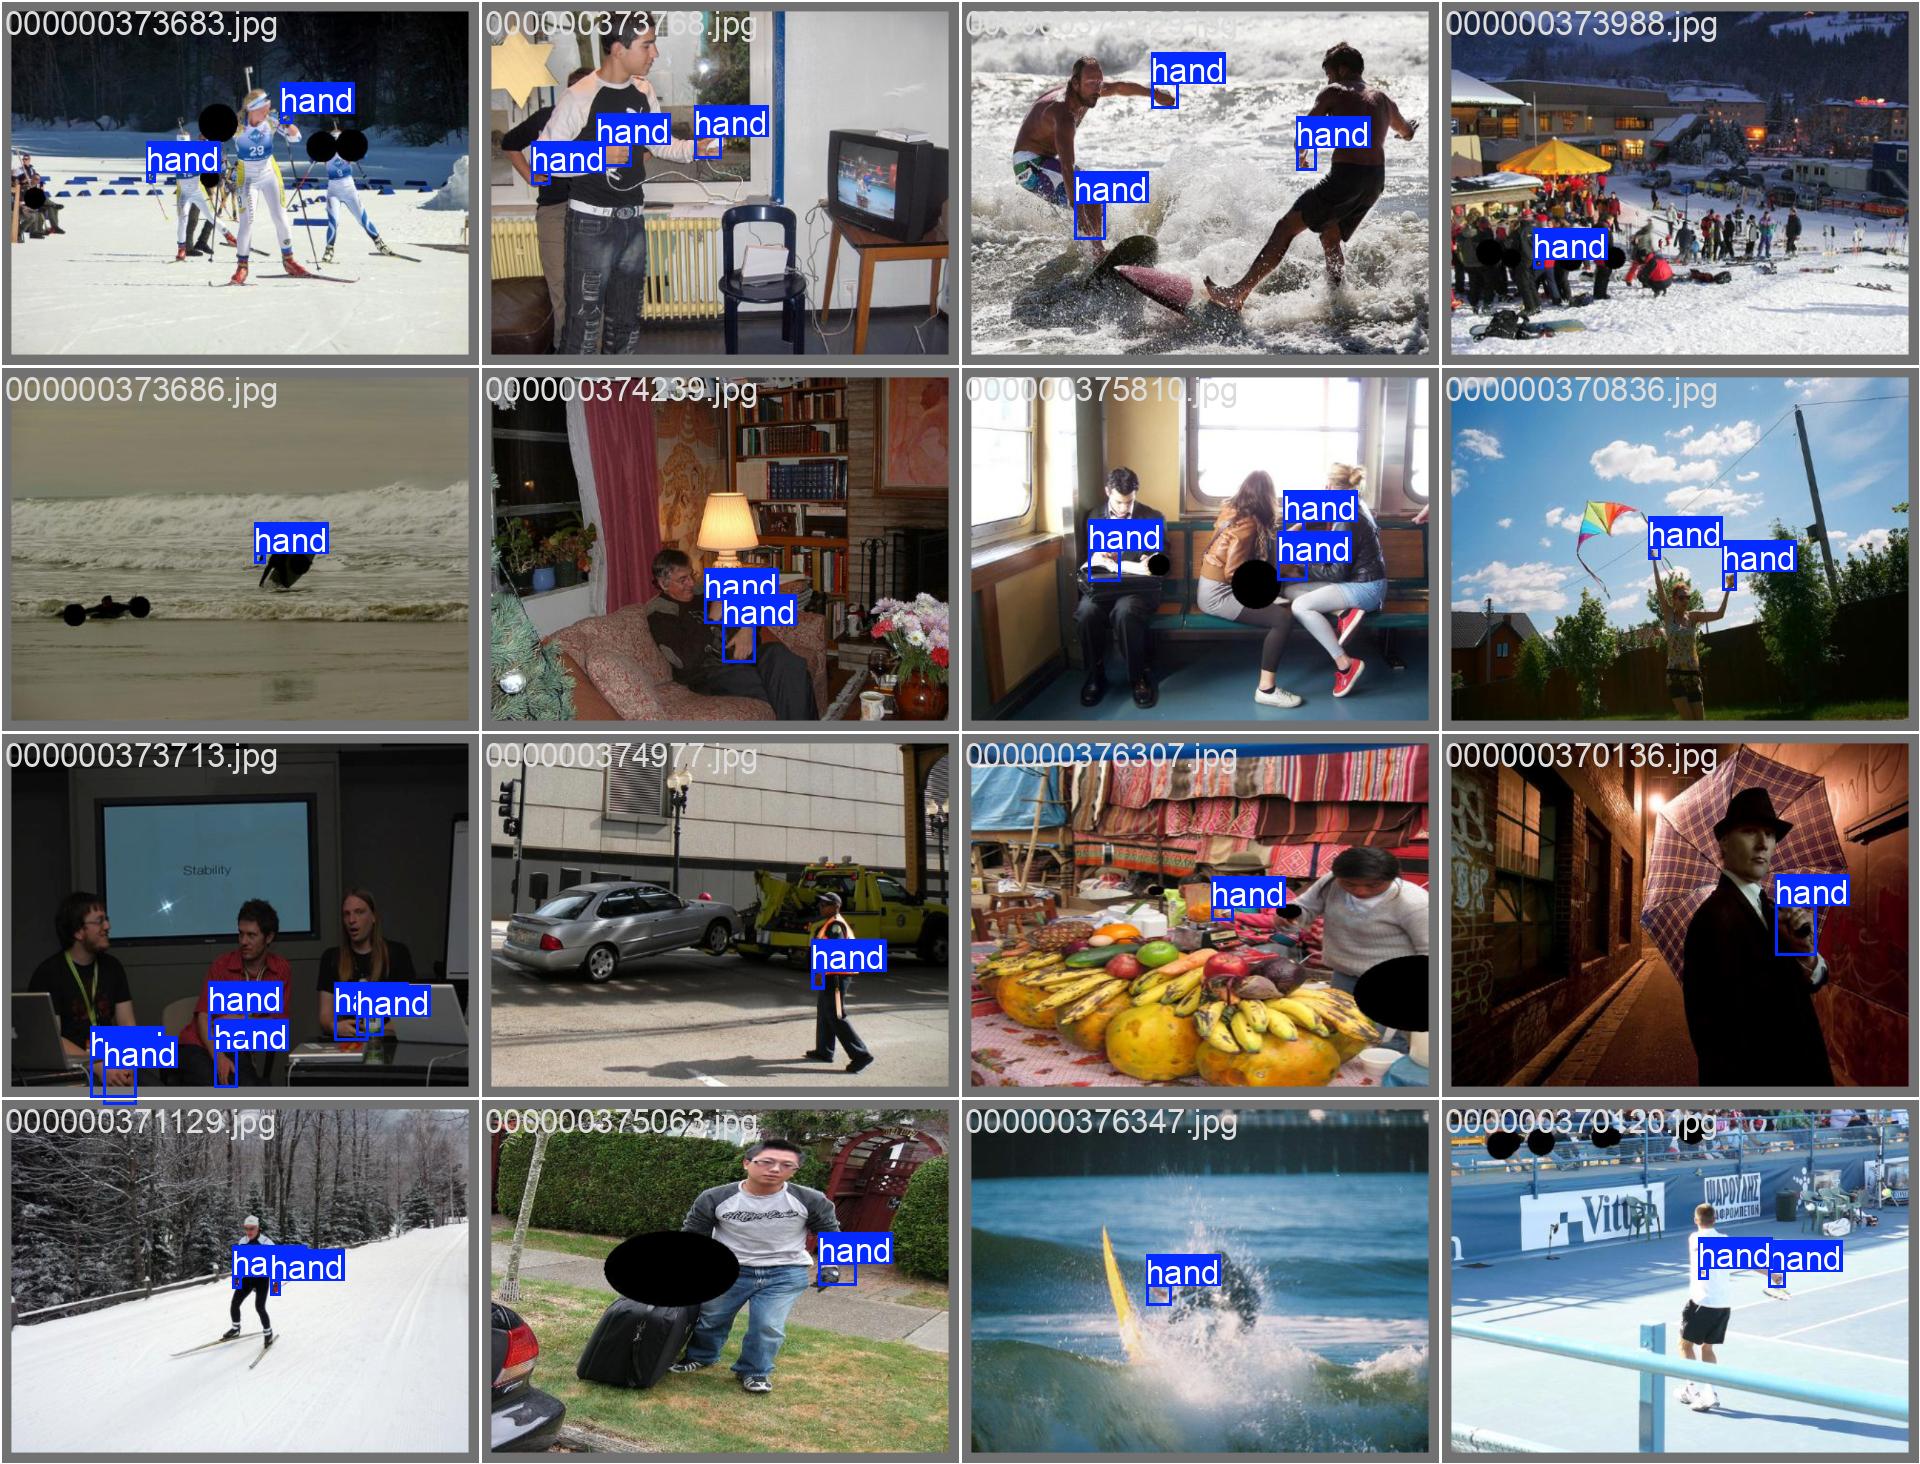 000000373683.jpg
hand
hand
29
000000373768.jpg
hand
hand
hand
hand
hand
hand
000000373988.jpg
hand
000000373686.jpg
hand
000000374239.jpg
hand
hand
000000375810.jpg
hand
hand
hand
000000370836.jpg
hand
hand
000000373713.jpg
Stability
hand
hand
hand
hand
000000374977.jpg
hand
000000376307.jpg
hand
000000370136.jpg
hand
000000371129.jpg
ha
hand
000000375063.jpg
hand
000000376347.jpg
hand
000000370120.jpg
Vittel
ΨΑΡΟΥΔΗΣ
hand
hand